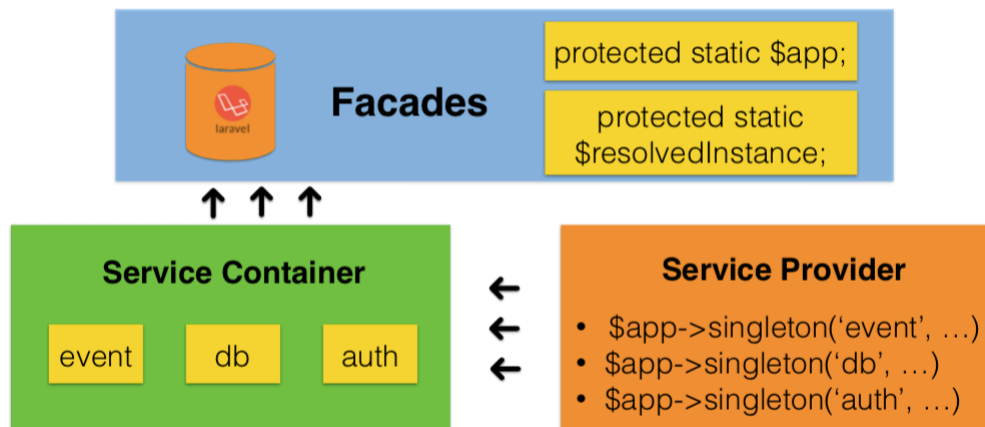 laravel
Facades
protected static $app;
protected static
$resolvedInstance;
Service Container
event
db
auth
Service Provider
• $app->singleton(‘event’, …)
• $app->singleton(‘db’, …)
• $app->singleton(‘auth’, …)